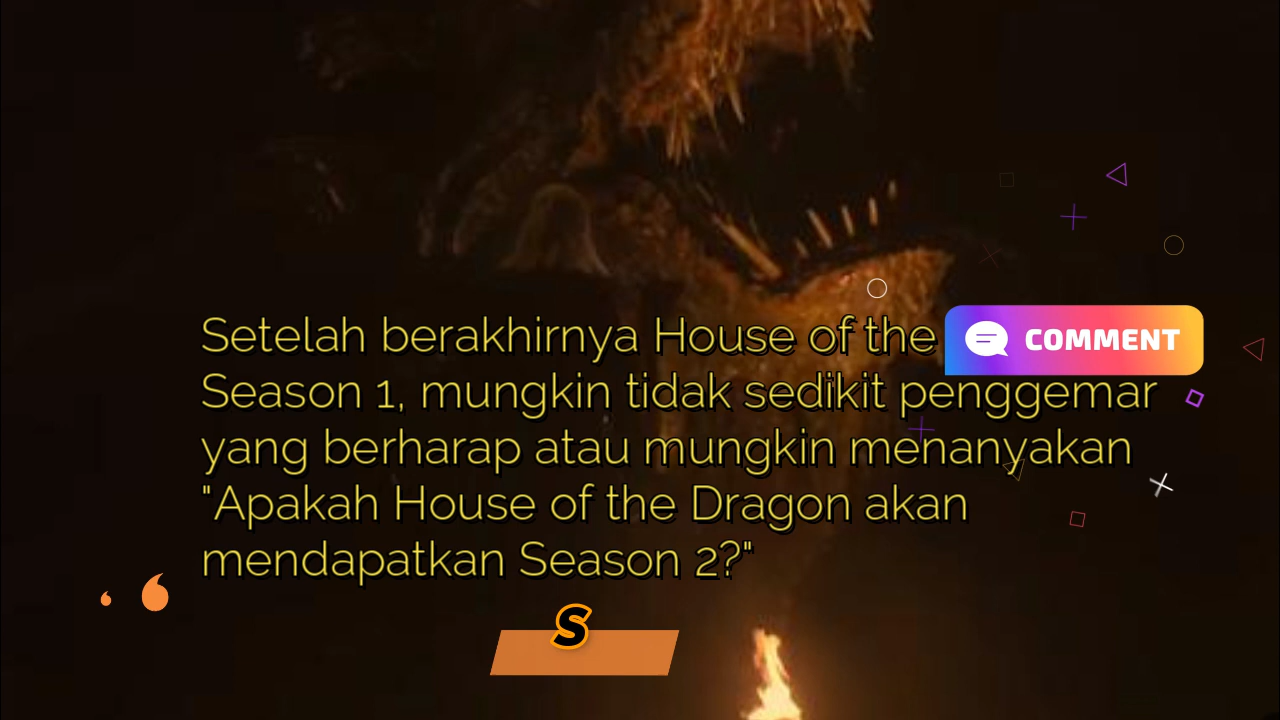 Setelah berakhirnya House of the
COMMENT
Season 1, mungkin tidak sedikit penggemar
yang berharap atau mungkin menanyakan
"Apakah House of the Dragon akan
mendapatkan Season 2?"
S